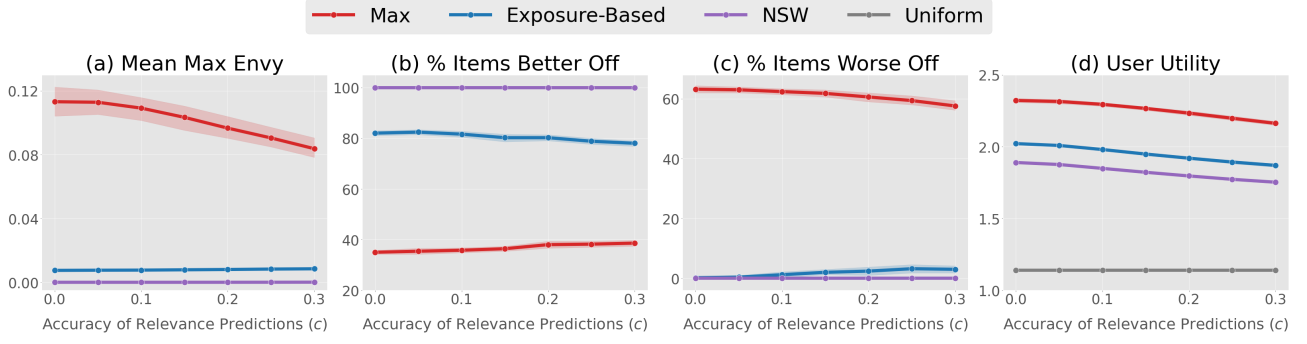 Max Exposure-Based NSW Uniform
(a) Mean Max Envy
0.12
0.08
0.04
0.00
0.0 0.1 0.2 0.3
Accuracy of Relevance Predictions (c)
(b) % Items Better Off
100
80
60
40
20
0.0 0.1 0.2 0.3
Accuracy of Relevance Predictions (c)
(c) % Items Worse Off
60
40
20
0
0.0 0.1 0.2 0.3
Accuracy of Relevance Predictions (c)
(d) User Utility
2.5
2.0
1.5
1.0
0.0 0.1 0.2 0.3
Accuracy of Relevance Predictions (c)